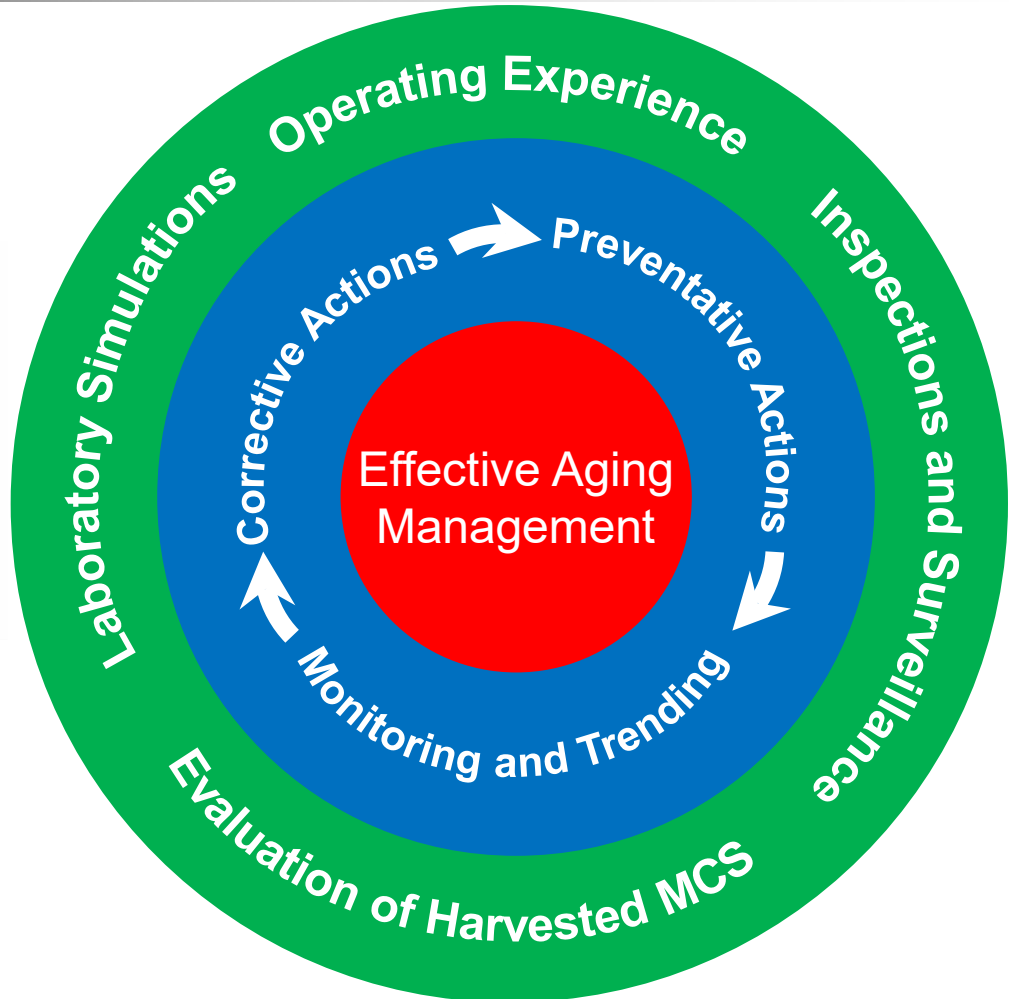 Operating Experience
Inspections and Surveillance
Evaluation of Harvested MCS
Laboratory Simulations
Preventative Actions
Monitoring and Trending
Corrective Actions
Effective Aging
Management